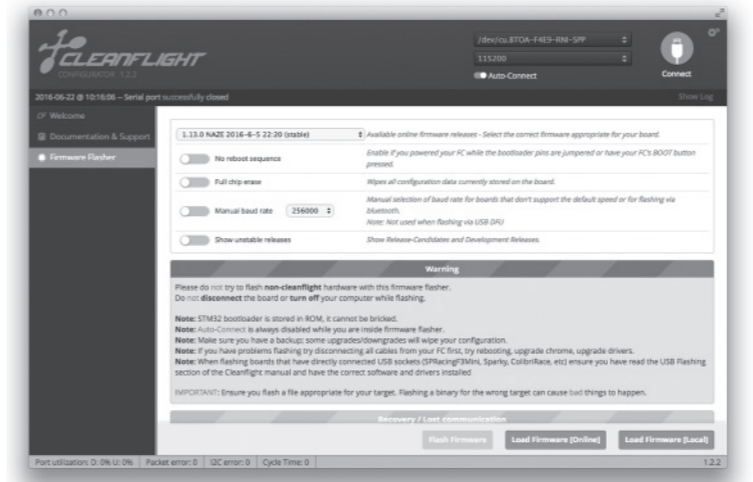 CLEANFLIGHT
CONFIGURATOR 1.2.2
/dev/cu.BTOA-F4E9-RNI-SPP
115200
Auto-Connect
Connect
2016-06-22 @ 10:16:06 -- Serial port successfully closed
Show Log
Welcome
Documentation & Support
Firmware Flasher
1.13.0 NAZE 2016-6-5 22:20 (stable)
Available online firmware releases - Select the correct firmware appropriate for your board.
No reboot sequence
Enable if you powered your FC while the bootloader pins are jumpered or have your FC's BOOT button
pressed.
Full chip erase
Wipes all configuration data currently stored on the board.
Manual baud rate
256000
Manual selection of baud rate for boards that don't support the default speed or for flashing via
bluetooth.
Note: Not used when flashing via USB DFU
Show unstable releases
Show Release-Candidates and Development Releases.
Warning
Please do not try to flash non-cleanflight hardware with this firmware flasher.
Do not disconnect the board or turn off your computer while flashing.
Note: STM32 bootloader is stored in ROM, it cannot be bricked.
Note: Auto-Connect is always disabled while you are inside firmware flasher.
Note: Make sure you have a backup; some upgrades/downgrades will wipe your configuration.
Note: If you have problems flashing try disconnecting all cables from your FC first, try rebooting, upgrade chrome, upgrade drivers.
Note: When flashing boards that have directly connected USB sockets (SPRacingF3Mini, Sparky, ColibriRace, etc) ensure you have read the USB Flashing
section of the Cleanflight manual and have the correct software and drivers installed
IMPORTANT: Ensure you flash a file appropriate for your target. Flashing a binary for the wrong target can cause bad things to happen.
Recovery / Lost communication
Flash Firmware
Load Firmware [Online]
Load Firmware [Local]
Port utilization: D: 0% U: 0%
Packet error: 0
I2C error: 0
Cycle Time: 0
1.2.2